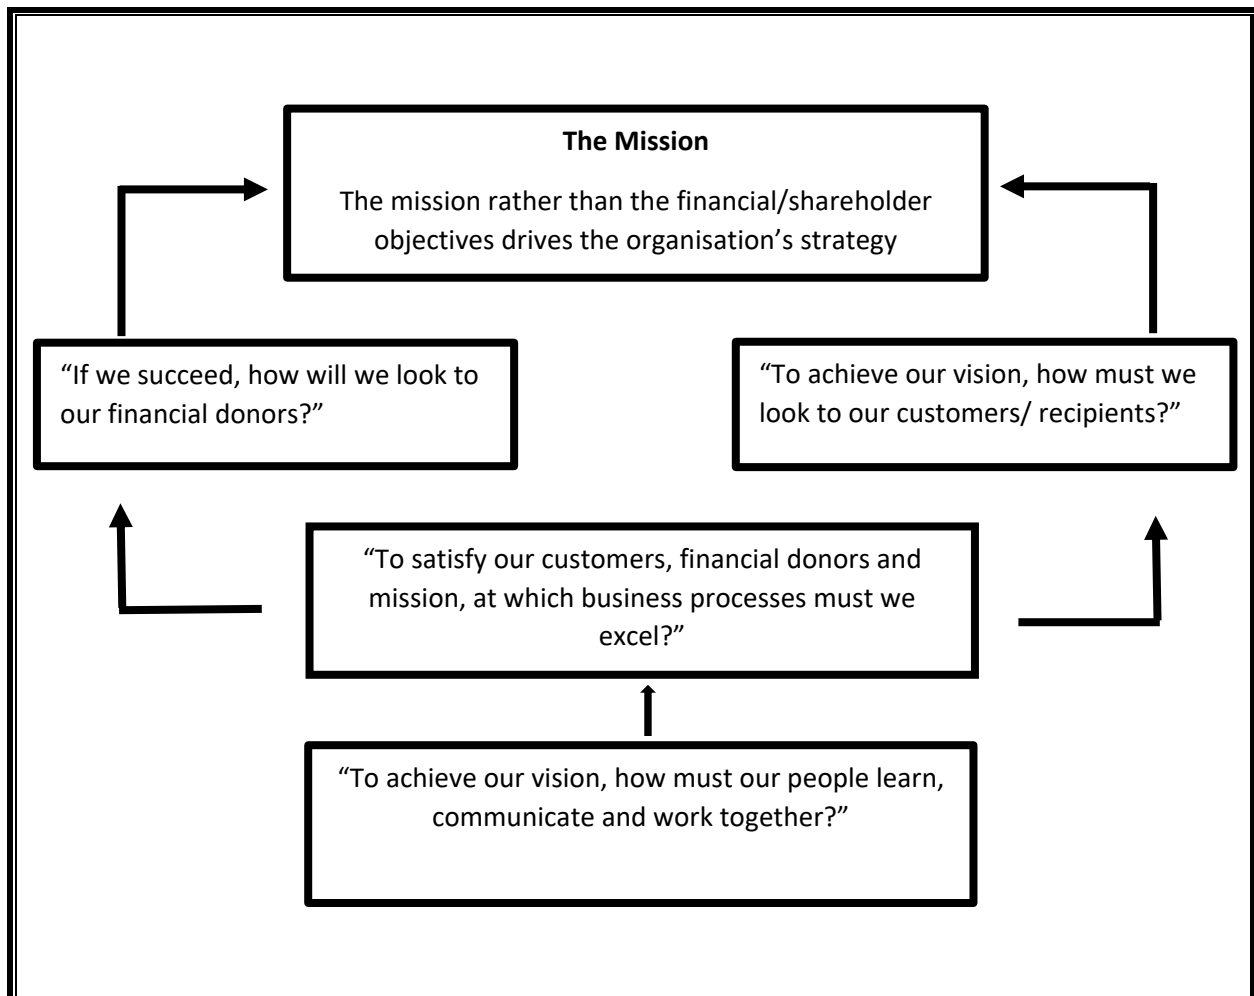 The Mission
The mission rather than the financial/shareholder
objectives drives the organisation’s strategy
“If we succeed, how will we look to
our financial donors?”
“To achieve our vision, how must we
look to our customers/ recipients?”
“To satisfy our customers, financial donors and
mission, at which business processes must we
excel?”
“To achieve our vision, how must our people learn,
communicate and work together?”